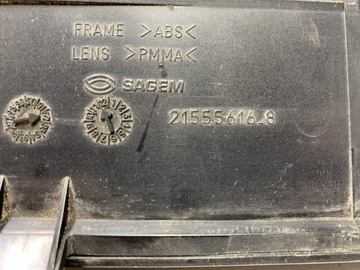 FRAME >ABS<
LENS >PMMA<
SAGEM
21555616.8